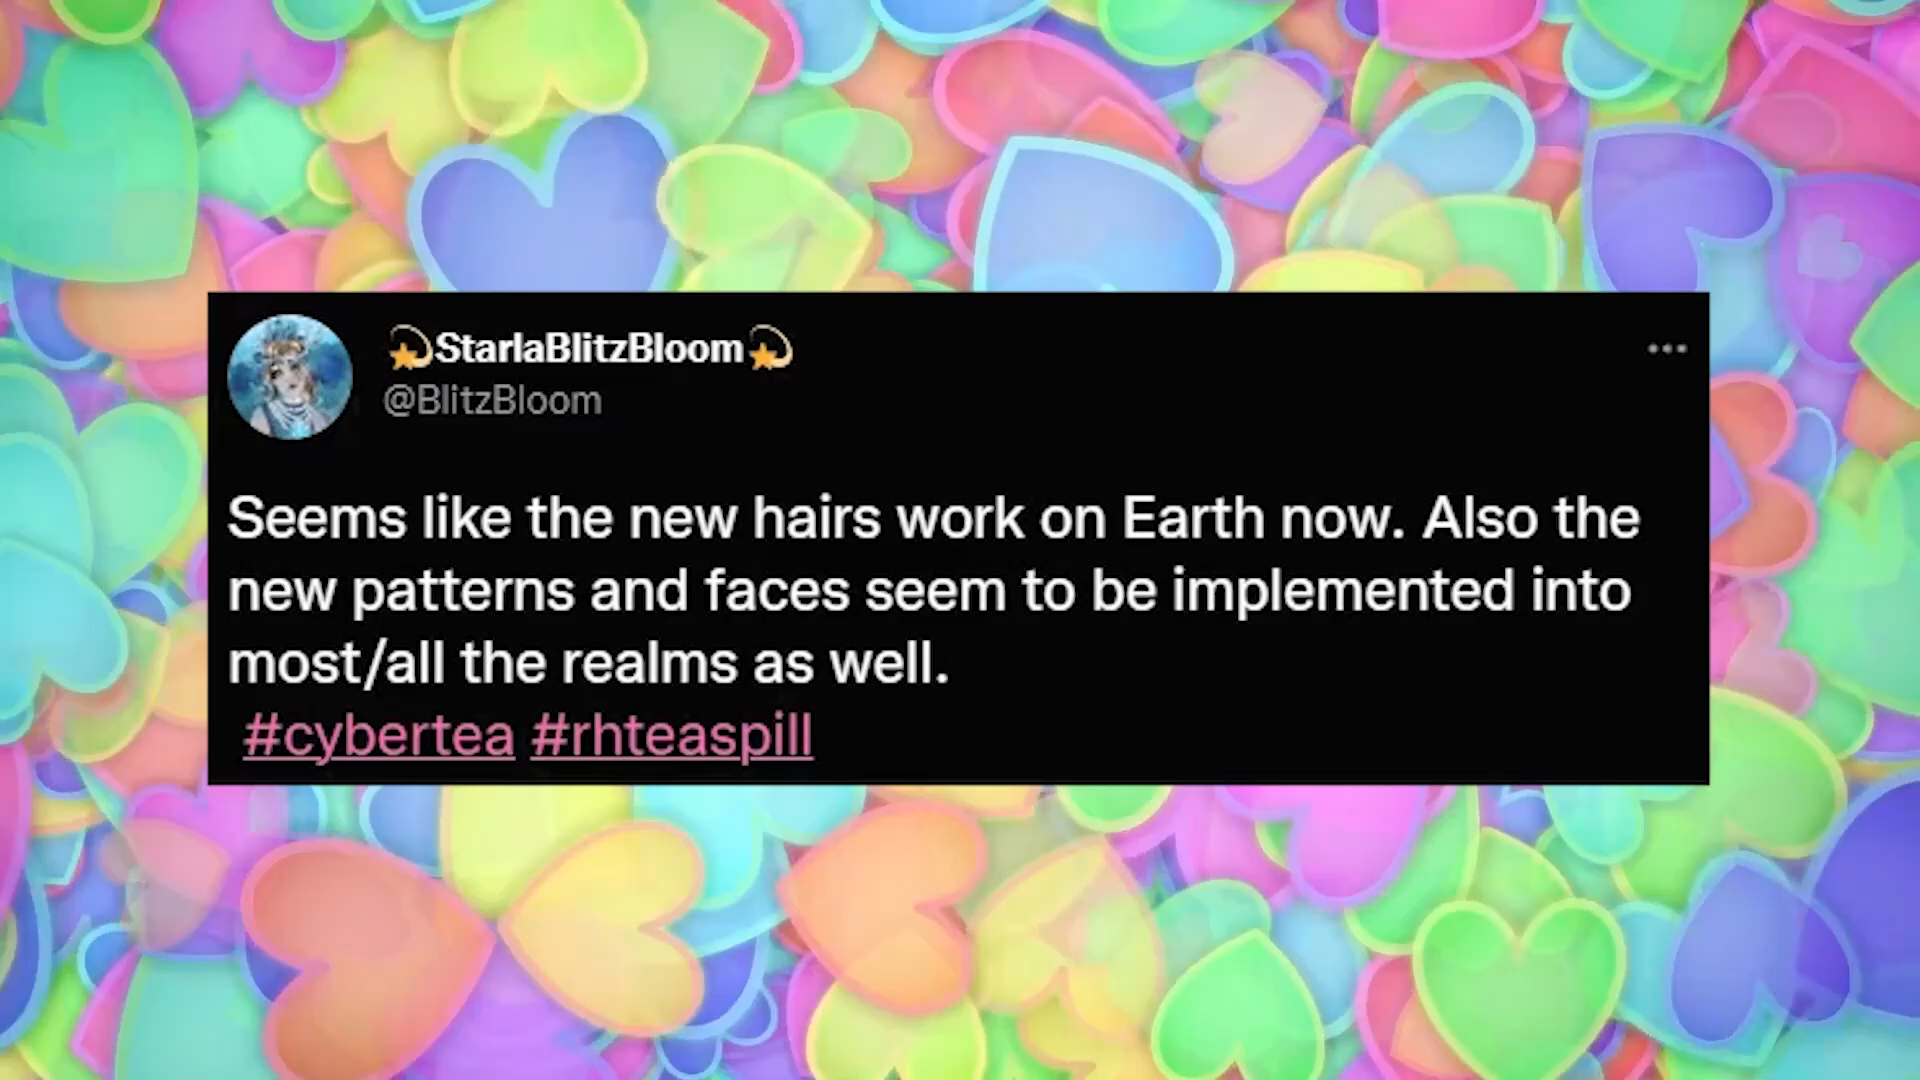 💫StarlaBlitzBloom💫
@BlitzBloom
Seems like the new hairs work on Earth now. Also the
new patterns and faces seem to be implemented into
most/all the realms as well.
#cybertea #rhteaspill